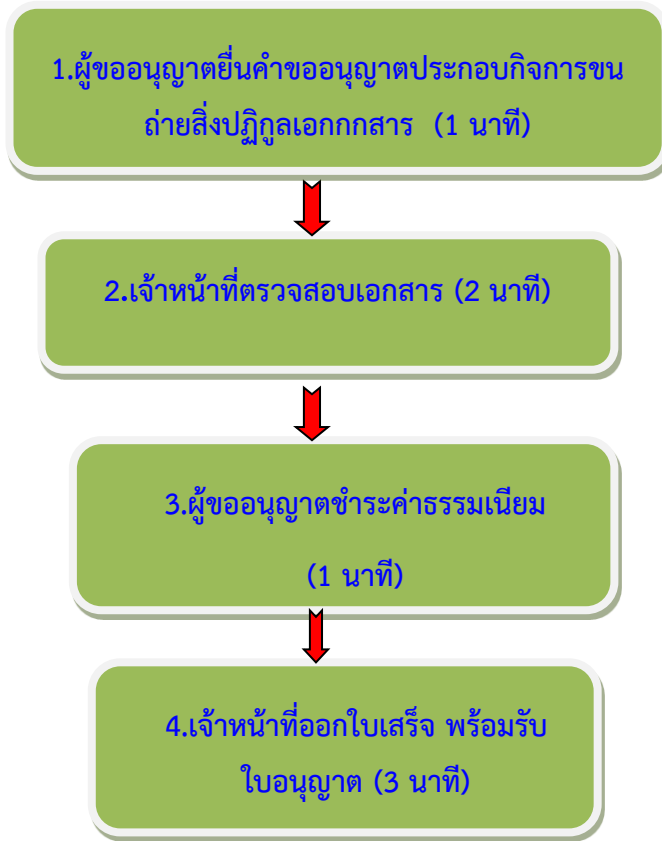 1.ผู้ขออนุญาตยื่นคำขออนุญาตประกอบกิจการขน
ถ่ายสิ่งปฏิกูลเอกกกสาร (1 นาที)
2.เจ้าหน้าที่ตรวจสอบเอกสาร (2 นาที)
3.ผู้ขออนุญาตชำระค่าธรรมเนียม
(1 นาที)
4.เจ้าหน้าที่ออกใบเสร็จ พร้อมรับ
ใบอนุญาต (3 นาที)